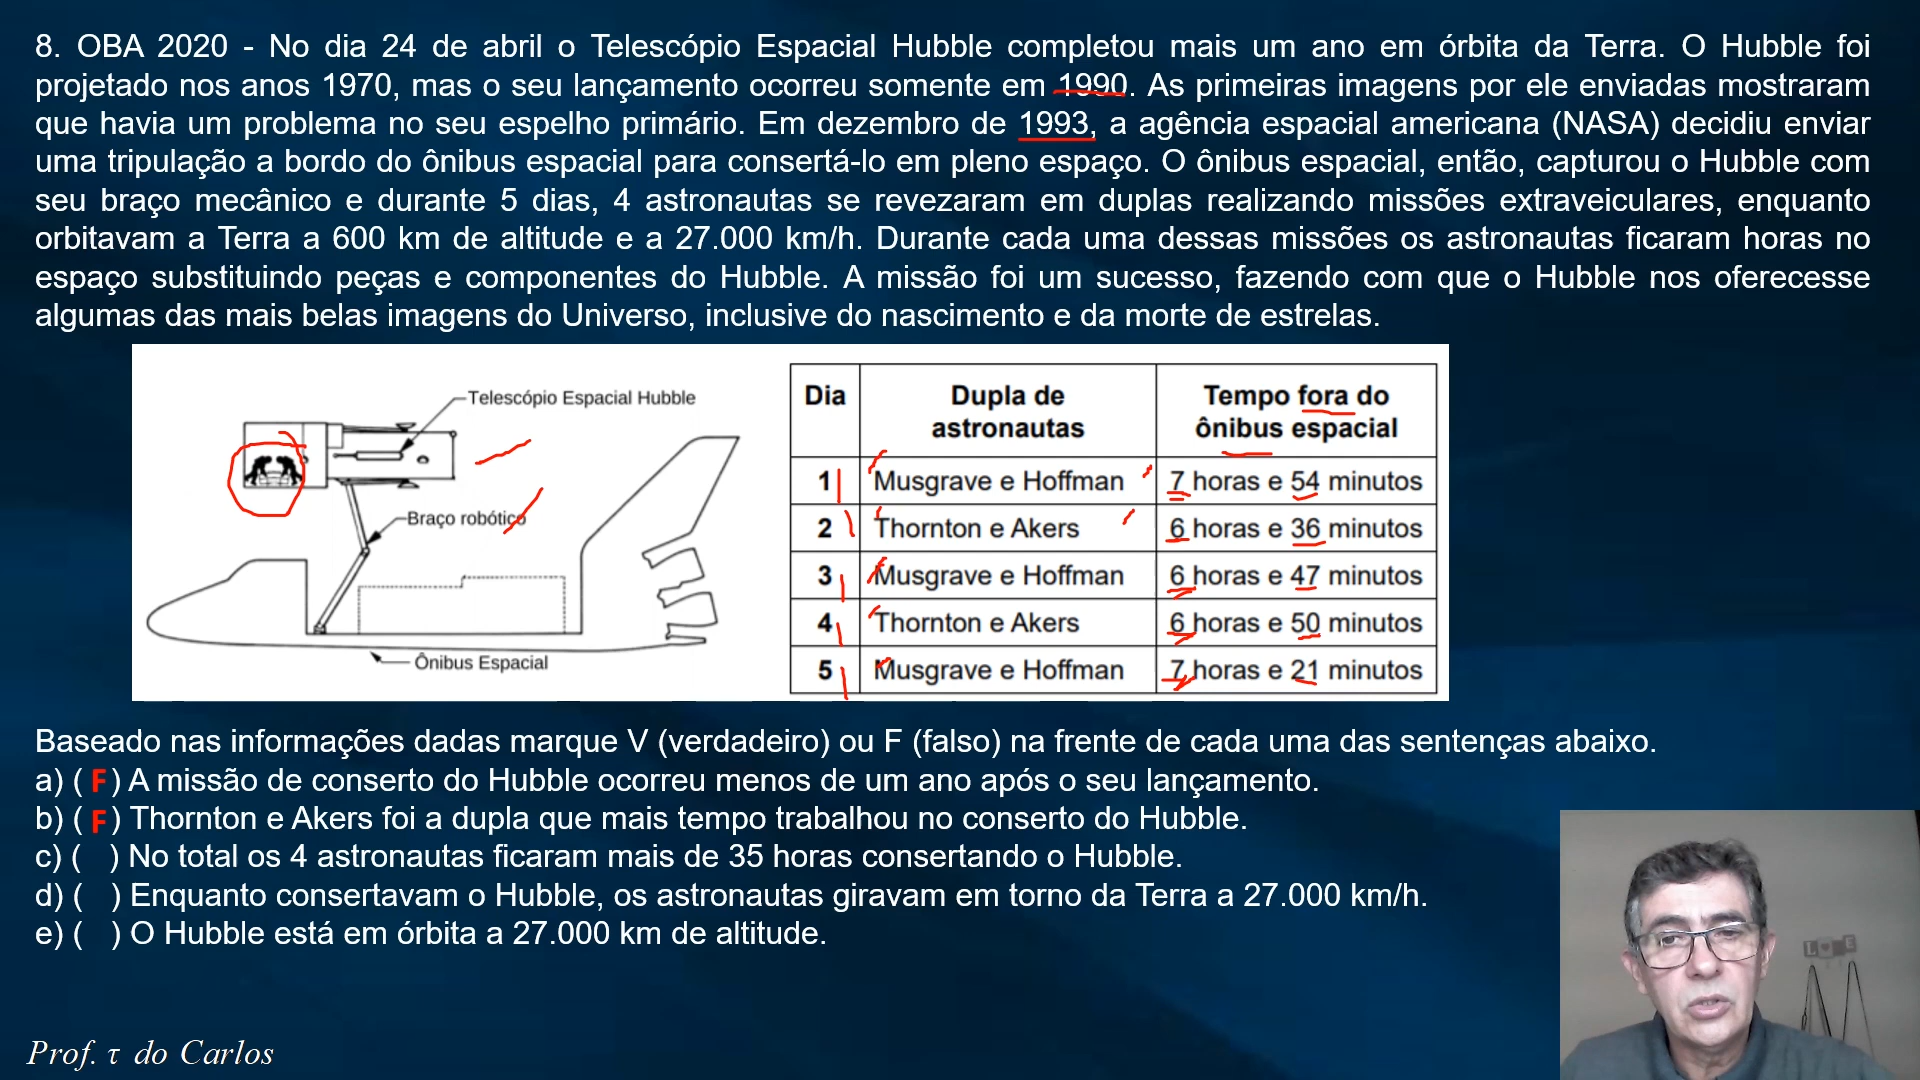 8. OBA 2020 - No dia 24 de abril o Telescópio Espacial Hubble completou mais um ano em órbita da Terra. O Hubble foi
projetado nos anos 1970, mas o seu lançamento ocorreu somente em 1990. As primeiras imagens por ele enviadas mostraram
que havia um problema no seu espelho primário. Em dezembro de 1993, a agência espacial americana (NASA) decidiu enviar
uma tripulação a bordo do ônibus espacial para consertá-lo em pleno espaço. O ônibus espacial, então, capturou o Hubble com
seu braço mecânico e durante 5 dias, 4 astronautas se revezaram em duplas realizando missões extraveiculares, enquanto
orbitavam a Terra a 600 km de altitude e a 27.000 km/h. Durante cada uma dessas missões os astronautas ficaram horas no
espaço substituindo peças e componentes do Hubble. A missão foi um sucesso, fazendo com que o Hubble nos oferecesse
algumas das mais belas imagens do Universo, inclusive do nascimento e da morte de estrelas.
Telescópio Espacial Hubble
Braço robótico
Ônibus Espacial
Dia Dupla de astronautas Tempo fora do ônibus espacial
1 Musgrave e Hoffman 7 horas e 54 minutos
2 Thornton e Akers 6 horas e 36 minutos
3 Musgrave e Hoffman 6 horas e 47 minutos
4 Thornton e Akers 6 horas e 50 minutos
5 Musgrave e Hoffman 7 horas e 21 minutos
Baseado nas informações dadas marque V (verdadeiro) ou F (falso) na frente de cada uma das sentenças abaixo.
a) ( F ) A missão de conserto do Hubble ocorreu menos de um ano após o seu lançamento.
b) ( F ) Thornton e Akers foi a dupla que mais tempo trabalhou no conserto do Hubble.
c) ( ) No total os 4 astronautas ficaram mais de 35 horas consertando o Hubble.
d) ( ) Enquanto consertavam o Hubble, os astronautas giravam em torno da Terra a 27.000 km/h.
e) ( ) O Hubble está em órbita a 27.000 km de altitude.
Prof. τ do Carlos